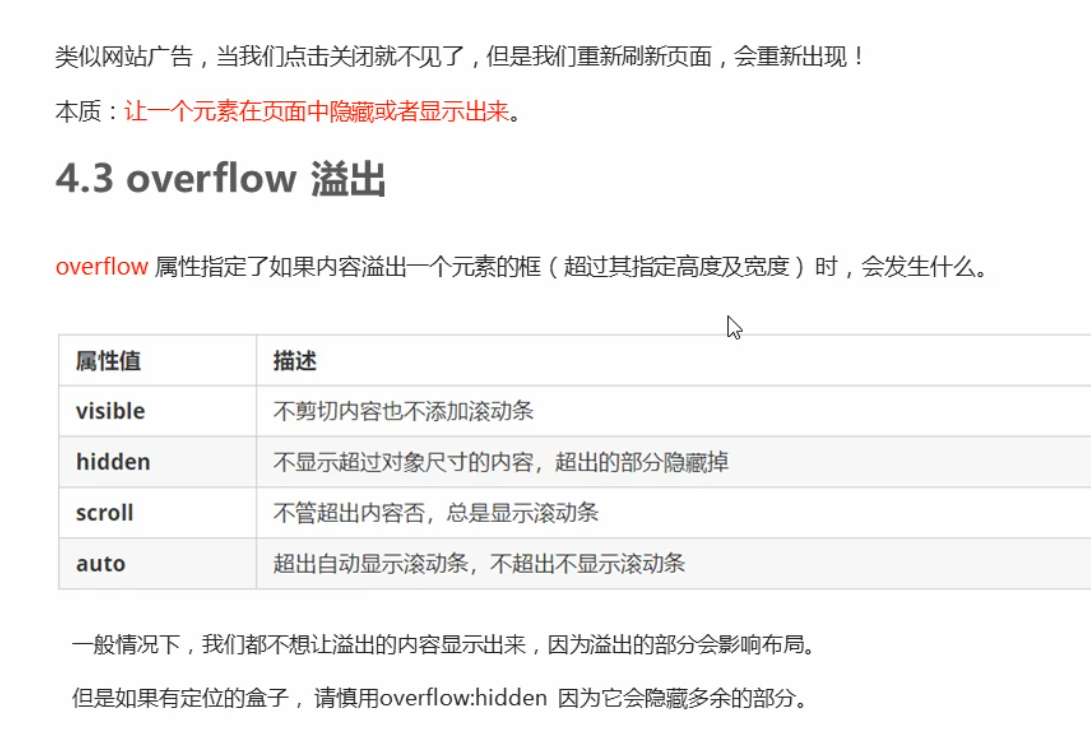 类似网站广告，当我们点击关闭就不见了，但是我们重新刷新页面，会重新出现！
本质：让一个元素在页面中隐藏或者显示出来。
4.3 overflow 溢出
overflow 属性指定了如果内容溢出一个元素的框（超过其指定高度及宽度）时，会发生什么。
属性值 描述
visible 不剪切内容也不添加滚动条
hidden 不显示超过对象尺寸的内容，超出的部分隐藏掉
scroll 不管超出内容否，总是显示滚动条
auto 超出自动显示滚动条，不超出不显示滚动条
一般情况下，我们都不想让溢出的内容显示出来，因为溢出的部分会影响布局。
但是如果有定位的盒子，请慎用overflow:hidden 因为它会隐藏多余的部分。